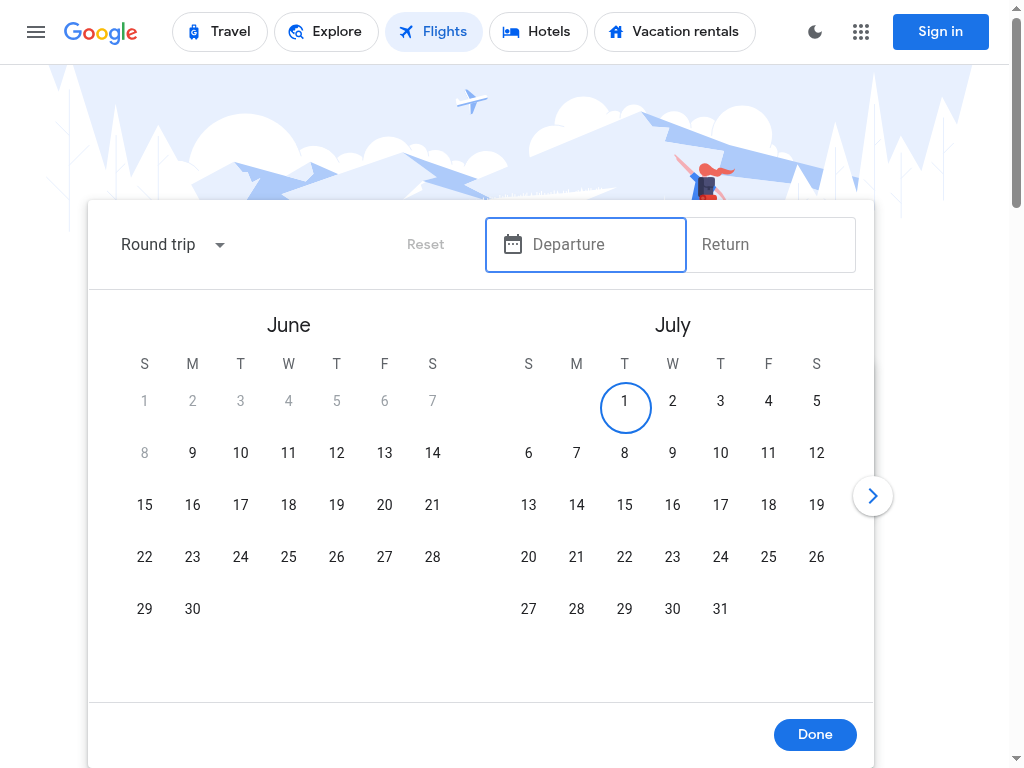 Google Travel Explore Flights Hotels Vacation rentals Sign in
Round trip Reset Departure Return
June July
S M T W T F S S M T W T F S
1 2 3 4 5 6 7 1 2 3 4 5
8 9 10 11 12 13 14 6 7 8 9 10 11 12
15 16 17 18 19 20 21 13 14 15 16 17 18 19
22 23 24 25 26 27 28 20 21 22 23 24 25 26
29 30 27 28 29 30 31
Done